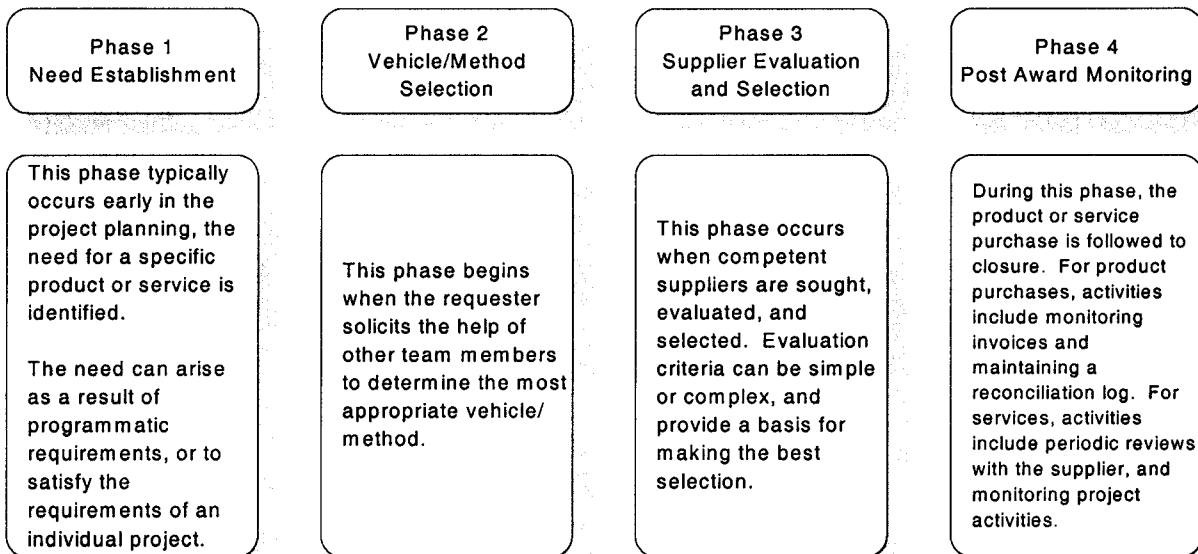 Phase 1
Need Establishment
Phase 2
Vehicle/Method
Selection
Phase 3
Supplier Evaluation
and Selection
Phase 4
Post Award Monitoring
This phase typically
occurs early in the
project planning, the
need for a specific
product or service is
identified.
The need can arise
as a result of
programmatic
requirements, or to
satisfy the
requirements of an
individual project.
This phase begins
when the requester
solicits the help of
other team members
to determine the most
appropriate vehicle/
method.
This phase occurs
when competent
suppliers are sought,
evaluated, and
selected. Evaluation
criteria can be simple
or complex, and
provide a basis for
making the best
selection.
During this phase, the
product or service
purchase is followed to
closure. For product
purchases, activities
include monitoring
invoices and
maintaining a
reconciliation log. For
services, activities
include periodic reviews
with the supplier, and
monitoring project
activities.